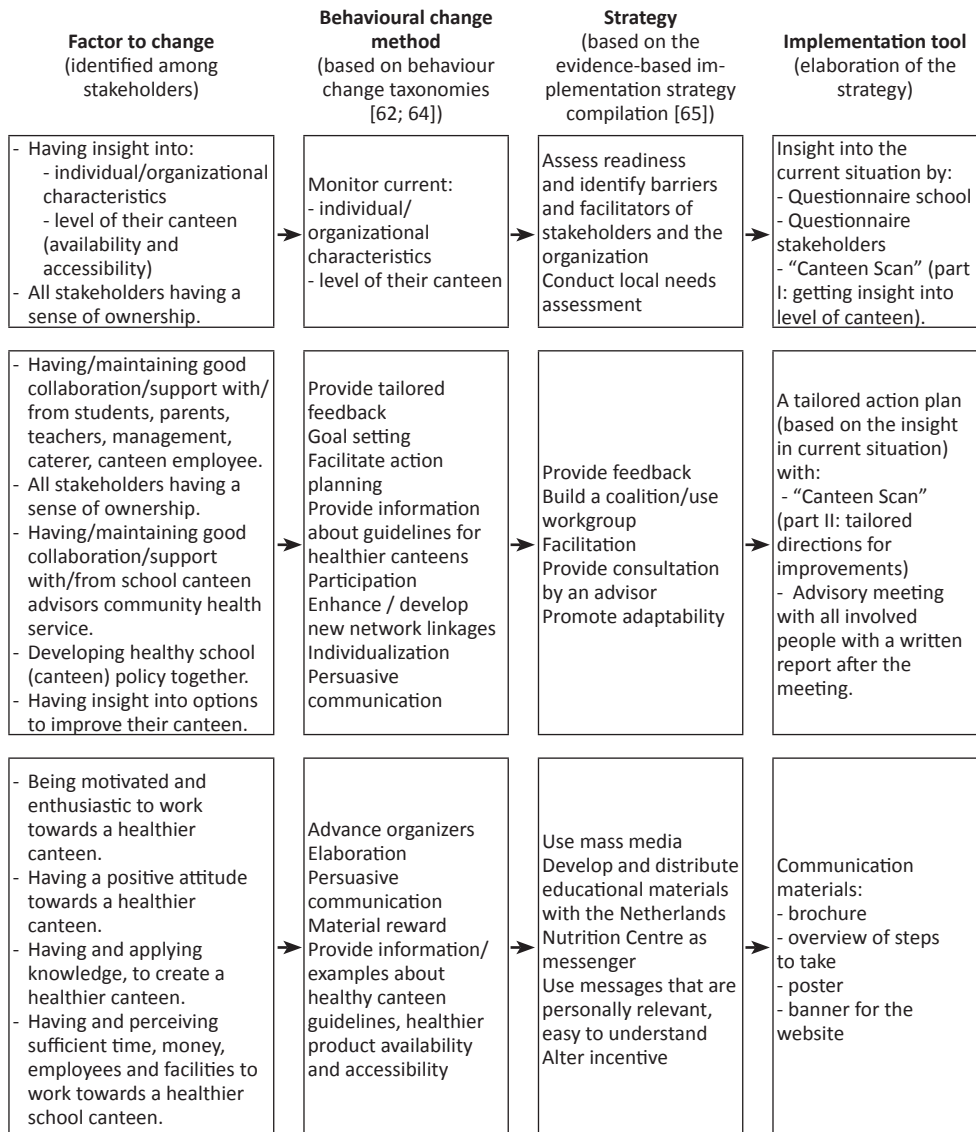 Factor to change
(identified among
stakeholders)
Behavioural change
method
(based on behaviour
change taxonomies
[62; 64])
Strategy
(based on the
evidence-based im-
plementation strategy
compilation [65])
Implementation tool
(elaboration of the
strategy)
- Having insight into:
- individual/organizational
characteristics
- level of their canteen
(availability and
accessibility)
- All stakeholders having a
sense of ownership.
Monitor current:
- individual/
organizational
characteristics
- level of their canteen
Assess readiness
and identify barriers
and facilitators of
stakeholders and the
organization
Conduct local needs
assessment
Insight into the
current situation by:
- Questionnaire school
- Questionnaire
stakeholders
- “Canteen Scan” (part
I: getting insight into
level of canteen).
- Having/maintaining good
collaboration/support with/
from students, parents,
teachers, management,
caterer, canteen employee.
- All stakeholders having a
sense of ownership.
- Having/maintaining good
collaboration/support
with/from school canteen
advisors community health
service.
- Developing healthy school
(canteen) policy together.
- Having insight into options
to improve their canteen.
Provide tailored
feedback
Goal setting
Facilitate action
planning
Provide information
about guidelines for
healthier canteens
Participation
Enhance / develop
new network linkages
Individualization
Persuasive
communication
Provide feedback
Build a coalition/use
workgroup
Facilitation
Provide consultation
by an advisor
Promote adaptability
A tailored action plan
(based on the insight
in current situation)
with:
- “Canteen Scan”
(part II: tailored
directions for
improvements)
- Advisory meeting
with all involved
people with a written
report after the
meeting.
- Being motivated and
enthusiastic to work
towards a healthier
canteen.
- Having a positive attitude
towards a healthier
canteen.
- Having and applying
knowledge, to create a
healthier canteen.
- Having and perceiving
sufficient time, money,
employees and facilities to
work towards a healthier
school canteen.
Advance organizers
Elaboration
Persuasive
communication
Material reward
Provide information/
examples about
healthy canteen
guidelines, healthier
product availability
and accessibility
Use mass media
Develop and distribute
educational materials
with the Netherlands
Nutrition Centre as
messenger
Use messages that are
personally relevant,
easy to understand
Alter incentive
Communication
materials:
- brochure
- overview of steps
to take
- poster
- banner for the
website